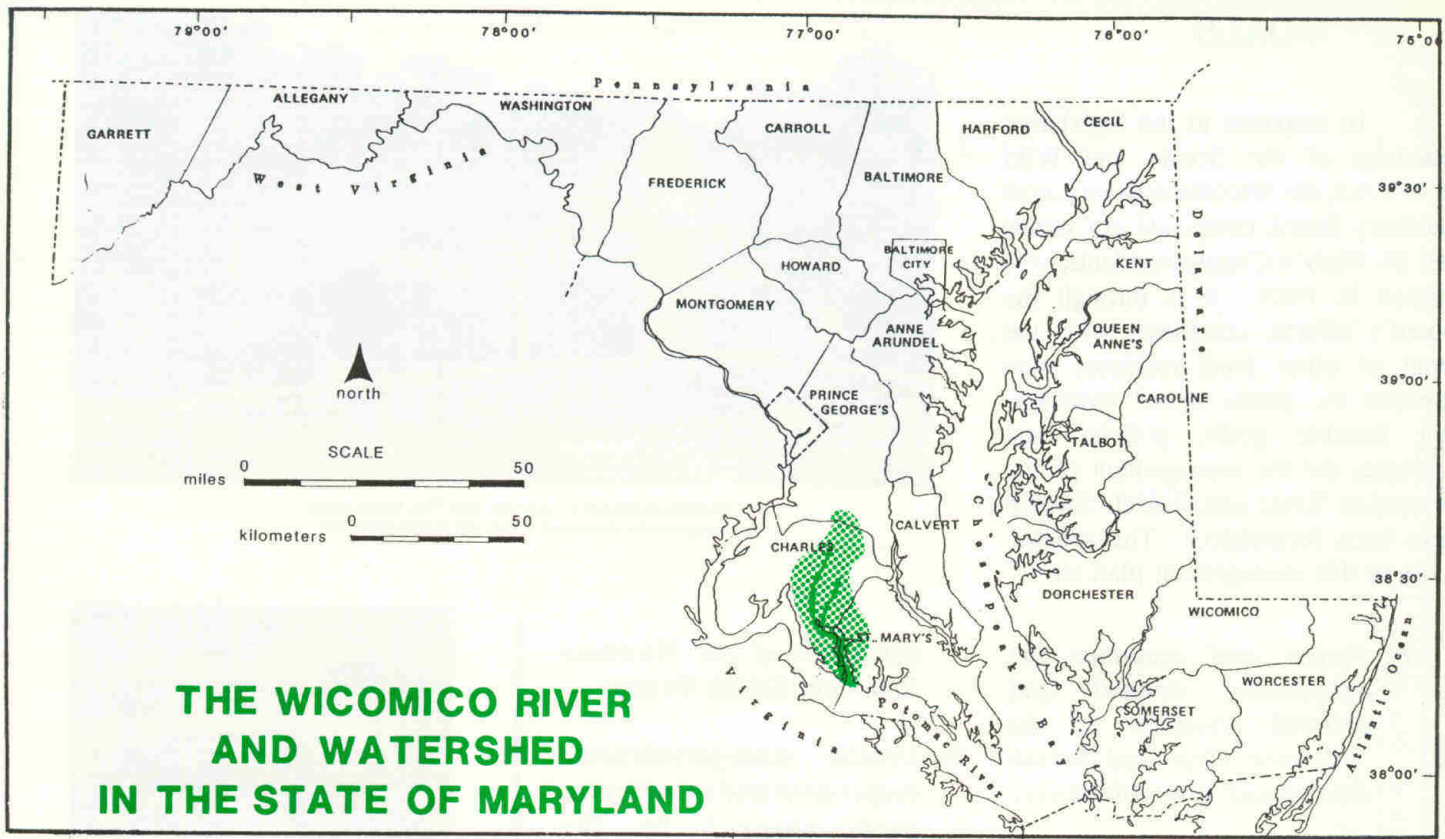 79°00'
78°00'
77°00'
76°00'
75°00'
Pennsylvania
ALLEGANY
WASHINGTON
GARRETT
CARROLL
HARFORD
CECIL
West Virginia
FREDERICK
BALTIMORE
39°30'
Delaware
HOWARD
BALTIMORE
CITY
KENT
MONTGOMERY
ANNE
ARUNDEL
QUEEN
ANNE'S
north
PRINCE
GEORGE'S
39°00'
CAROLINE
TALBOT
SCALE
miles
0
50
kilometers
0
50
CALVERT
Chesapeake Bay
CHARLES
38°30'
DORCHESTER
WICOMICO
ST. MARY'S
WORCESTER
Virginia
Potomac River
SOMERSET
Atlantic Ocean
38°00'
THE WICOMICO RIVER
AND WATERSHED
IN THE STATE OF MARYLAND